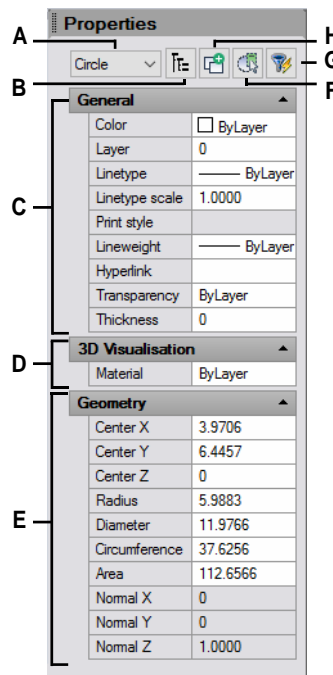 Properties
A
H
Circle
G
B
F
General
Color ByLayer
Layer 0
Linetype ByLayer
Linetype scale 1.0000
C
Print style
Lineweight ByLayer
Hyperlink
Transparency ByLayer
Thickness 0
3D Visualisation
D
Material ByLayer
Geometry
Center X 3.9706
Center Y 6.4457
Center Z 0
Radius 5.9883
Diameter 11.9766
E
Circumference 37.6256
Area 112.6566
Normal X 0
Normal Y 0
Normal Z 1.0000